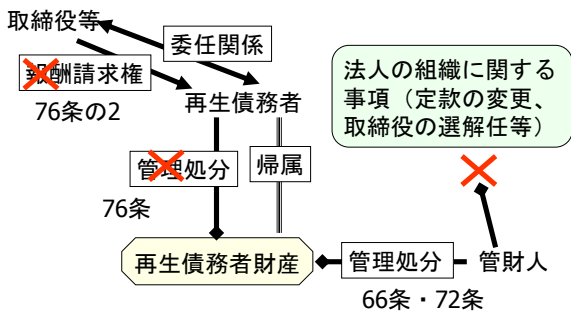 取締役等
委任関係
報酬請求権
76条の2
再生債務者
法人の組織に関する
事項（定款の変更、
取締役の選解任等）
管理処分
帰属
76条
再生債務者財産
管理処分
管財人
66条・72条